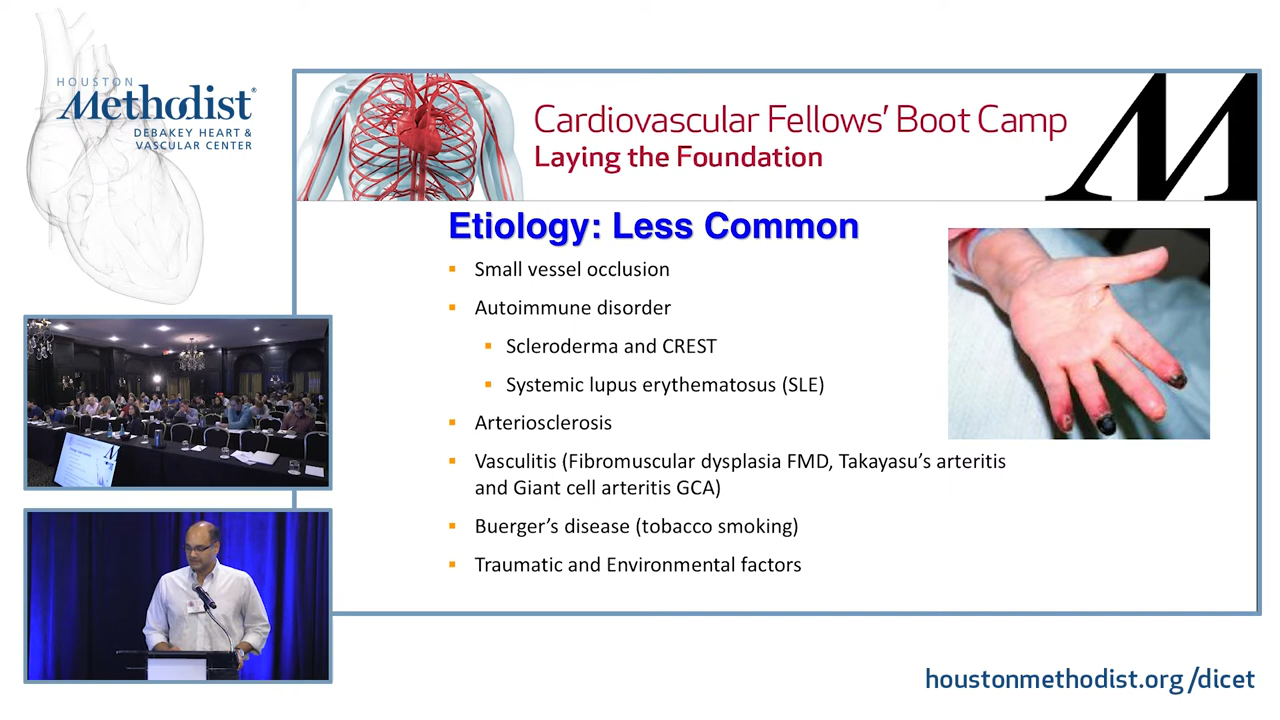 HOUSTON
Methodist®
DEBAKEY HEART &
VASCULAR CENTER
Cardiovascular Fellows' Boot Camp
Laying the Foundation
M
Etiology: Less Common
▪ Small vessel occlusion
▪ Autoimmune disorder
▪ Scleroderma and CREST
▪ Systemic lupus erythematosus (SLE)
▪ Arteriosclerosis
▪ Vasculitis (Fibromuscular dysplasia FMD, Takayasu's arteritis
and Giant cell arteritis GCA)
▪ Buerger's disease (tobacco smoking)
▪ Traumatic and Environmental factors
houstonmethodist.org/dicet